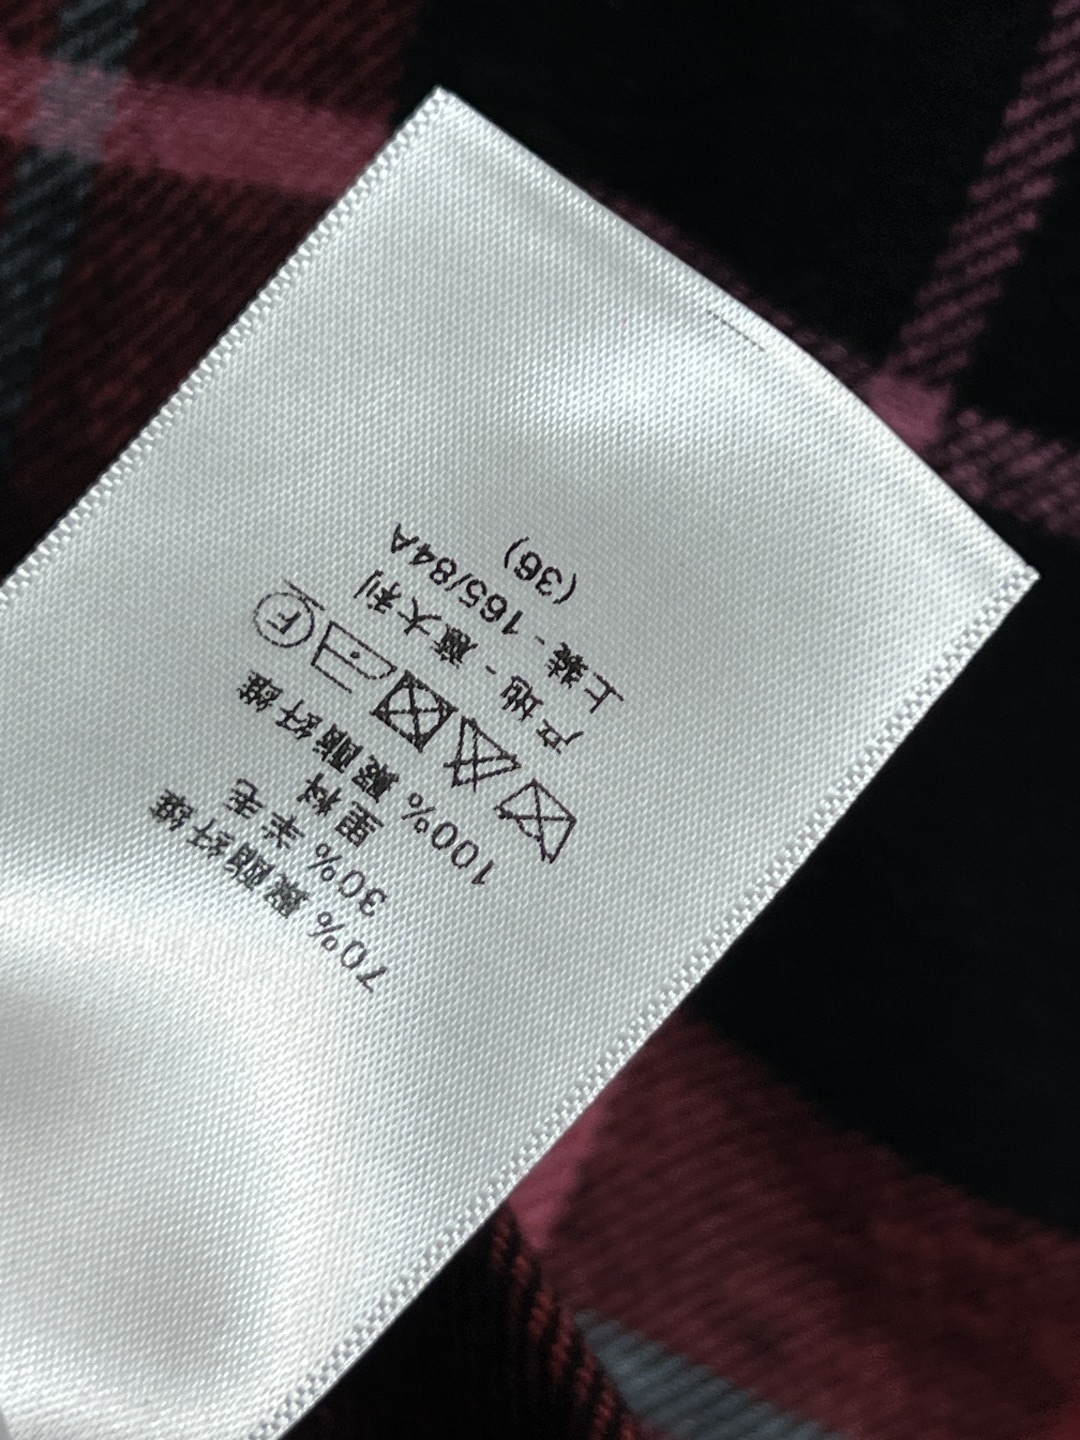 70% 聚酯纤维
30% 羊毛
里料
100% 聚酯纤维
F
产地 - 意大利
上装 - 165/84A
(36)